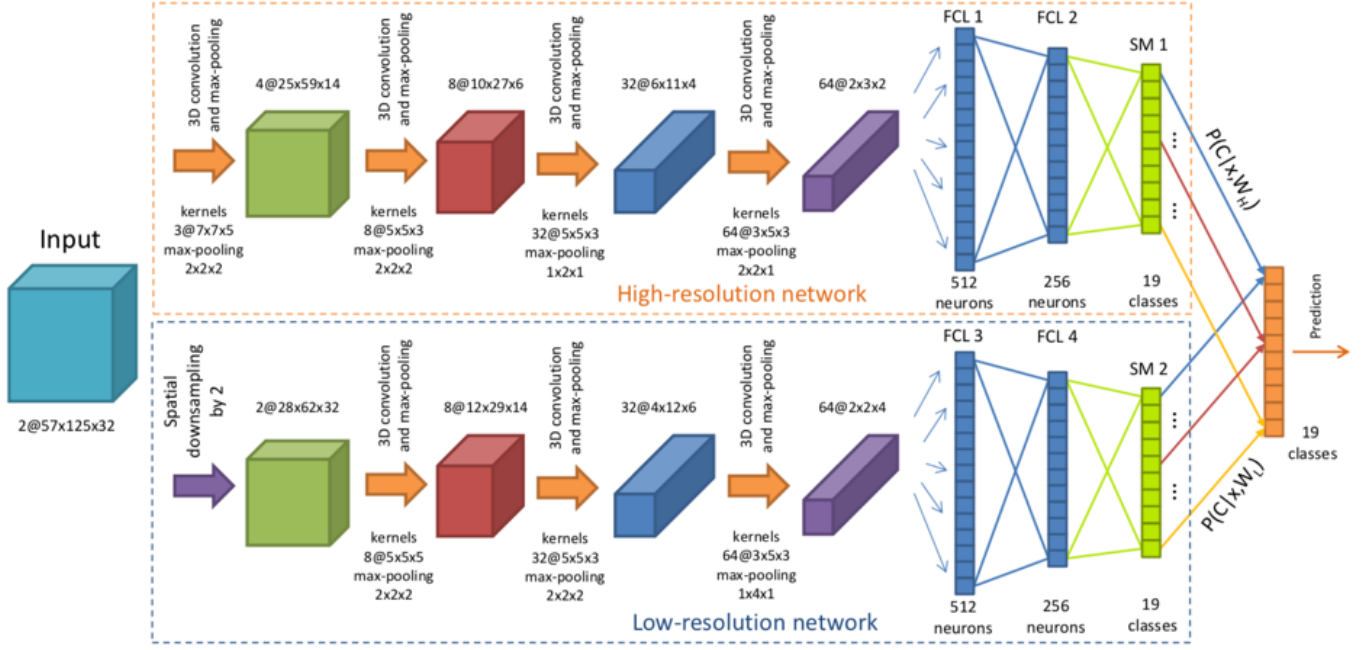 Input
2@57x125x32
3D convolution
and max-pooling
kernels
3@7x7x5
max-pooling
2x2x2
4@25x59x14
3D convolution
and max-pooling
kernels
8@5x5x3
max-pooling
2x2x2
8@10x27x6
3D convolution
and max-pooling
kernels
32@5x5x3
max-pooling
1x2x1
32@6x11x4
3D convolution
and max-pooling
kernels
64@3x5x3
max-pooling
2x2x1
64@2x3x2
FCL 1
512
neurons
FCL 2
256
neurons
SM 1
...
...
19
classes
High-resolution network
P(C|x,W_H)
Spatial
downsampling
by 2
2@28x62x32
3D convolution
and max-pooling
kernels
8@5x5x5
max-pooling
2x2x2
8@12x29x14
3D convolution
and max-pooling
kernels
32@5x5x3
max-pooling
2x2x2
32@4x12x6
3D convolution
and max-pooling
kernels
64@3x5x3
max-pooling
1x4x1
64@2x2x4
FCL 3
512
neurons
FCL 4
256
neurons
SM 2
...
...
19
classes
Low-resolution network
P(C|x,W_L)
19
classes
Prediction